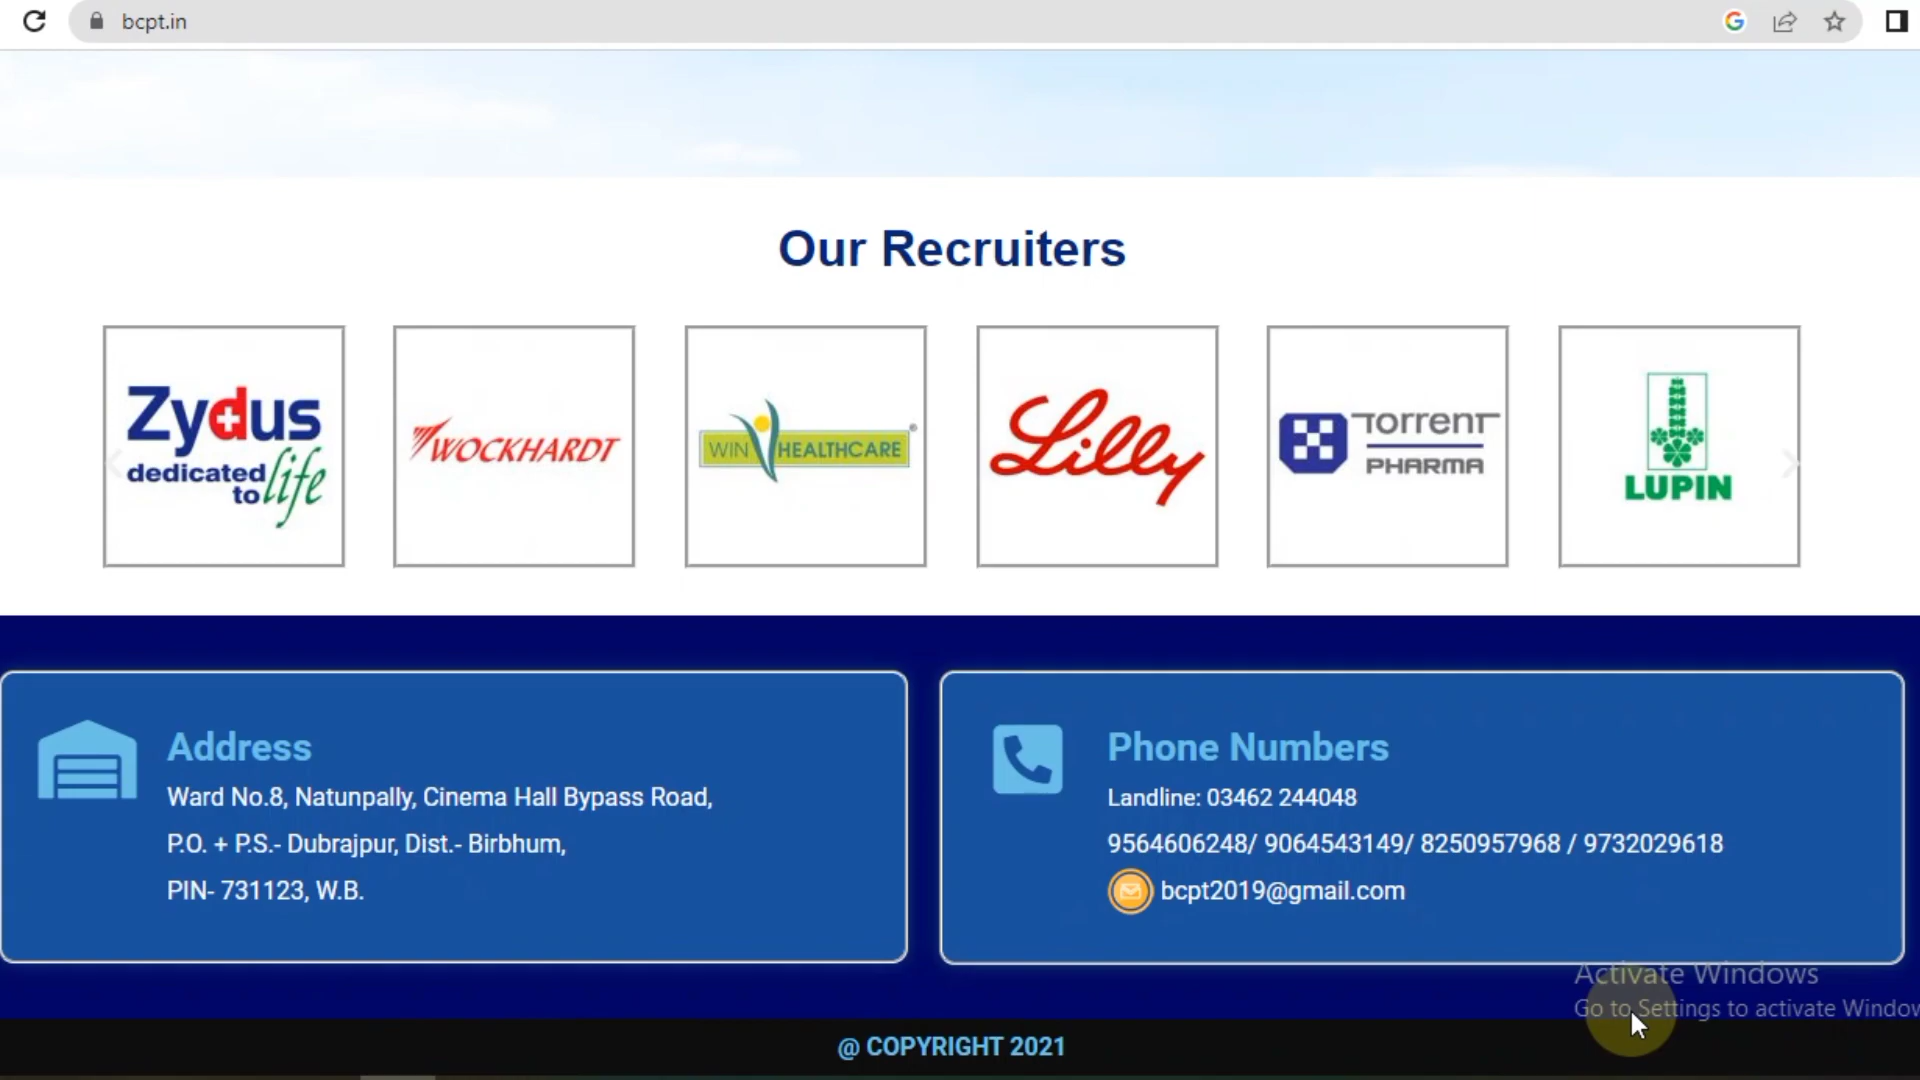 bcpt.in
Our Recruiters
Zydus
dedicated
to life
WOCKHARDT
WIN HEALTHCARE
Lilly
Torrent
PHARMA
LUPIN
Address
Ward No.8, Natunpally, Cinema Hall Bypass Road,
P.O. + P.S.- Dubrajpur, Dist.- Birbhum,
PIN- 731123, W.B.
Phone Numbers
Landline: 03462 244048
9564606248/ 9064543149/ 8250957968 / 9732029618
bcpt2019@gmail.com
Activate Windows
Go to Settings to activate Window
@ COPYRIGHT 2021